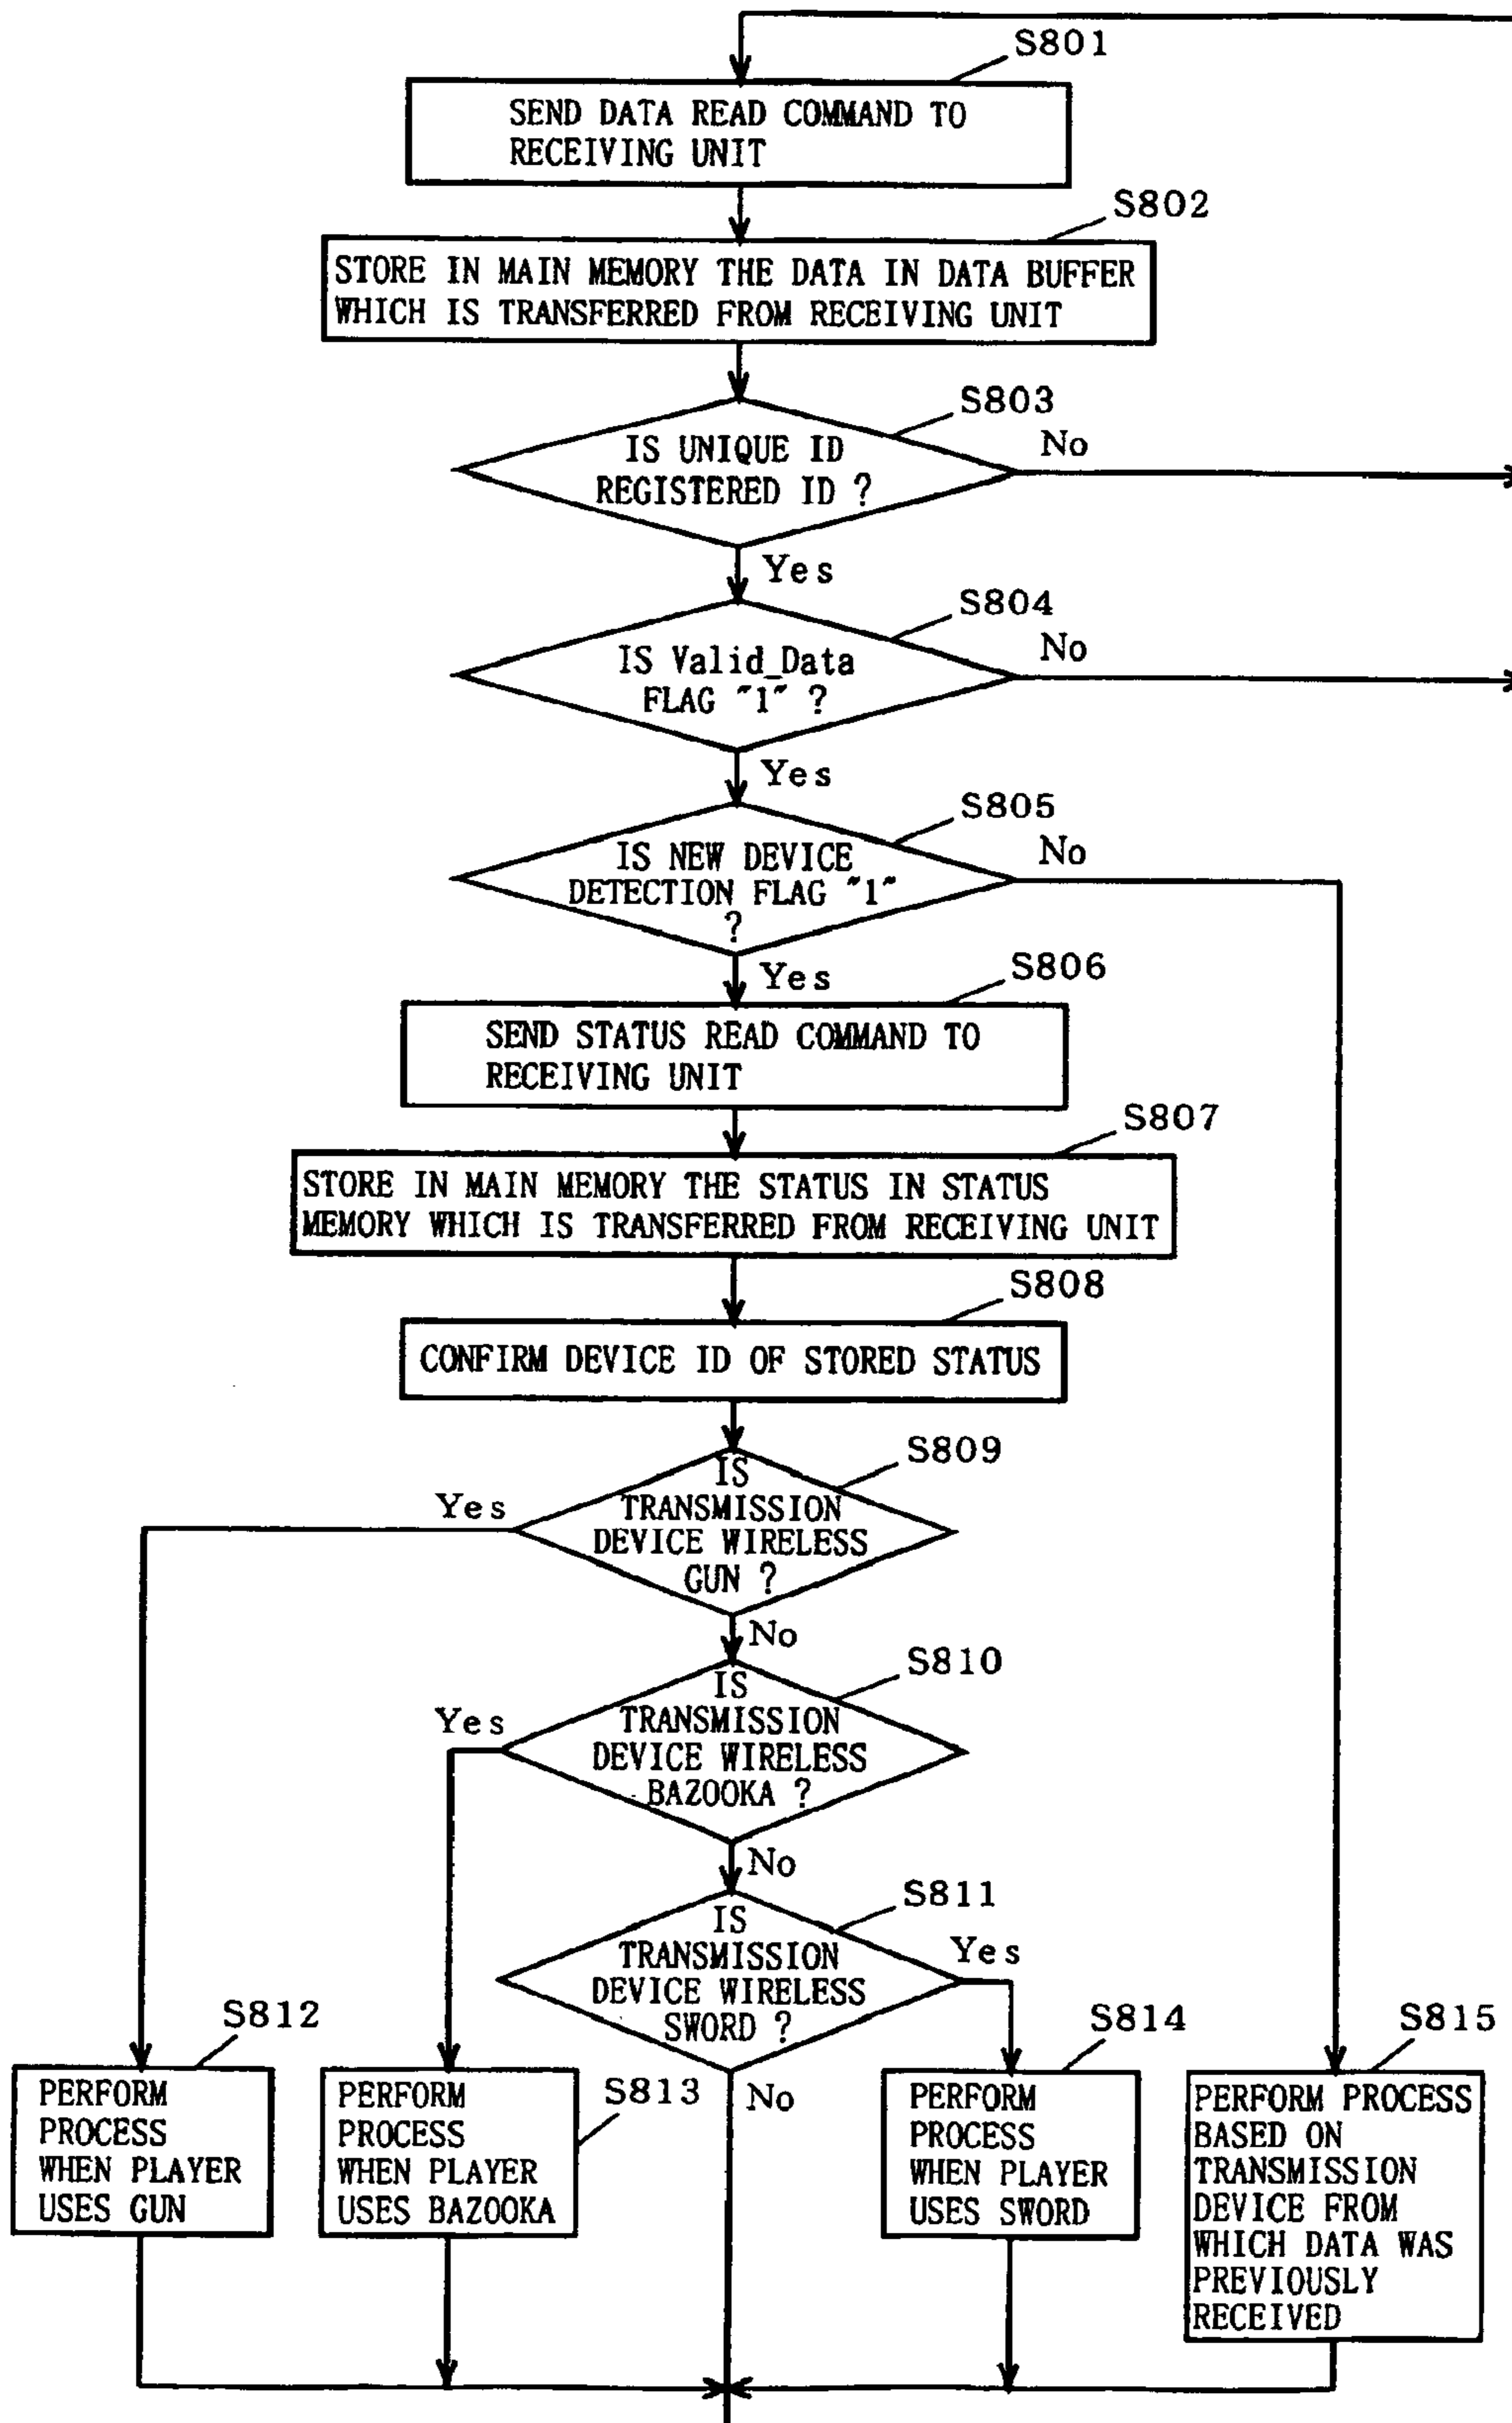 S801
SEND DATA READ COMMAND TO
RECEIVING UNIT
S802
STORE IN MAIN MEMORY THE DATA IN DATA BUFFER
WHICH IS TRANSFERRED FROM RECEIVING UNIT
S803
IS UNIQUE ID
REGISTERED ID ?
No
Yes
S804
IS Valid_Data
FLAG "1" ?
No
Yes
S805
IS NEW DEVICE
DETECTION FLAG "1"
?
No
Yes
S806
SEND STATUS READ COMMAND TO
RECEIVING UNIT
S807
STORE IN MAIN MEMORY THE STATUS IN STATUS
MEMORY WHICH IS TRANSFERRED FROM RECEIVING UNIT
S808
CONFIRM DEVICE ID OF STORED STATUS
S809
IS
TRANSMISSION
DEVICE WIRELESS
GUN ?
Yes
No
S810
IS
TRANSMISSION
DEVICE WIRELESS
BAZOOKA ?
Yes
No
S811
IS
TRANSMISSION
DEVICE WIRELESS
SWORD ?
Yes
No
S812
PERFORM
PROCESS
WHEN PLAYER
USES GUN
S813
PERFORM
PROCESS
WHEN PLAYER
USES BAZOOKA
S814
PERFORM
PROCESS
WHEN PLAYER
USES SWORD
S815
PERFORM PROCESS
BASED ON
TRANSMISSION
DEVICE FROM
WHICH DATA WAS
PREVIOUSLY
RECEIVED